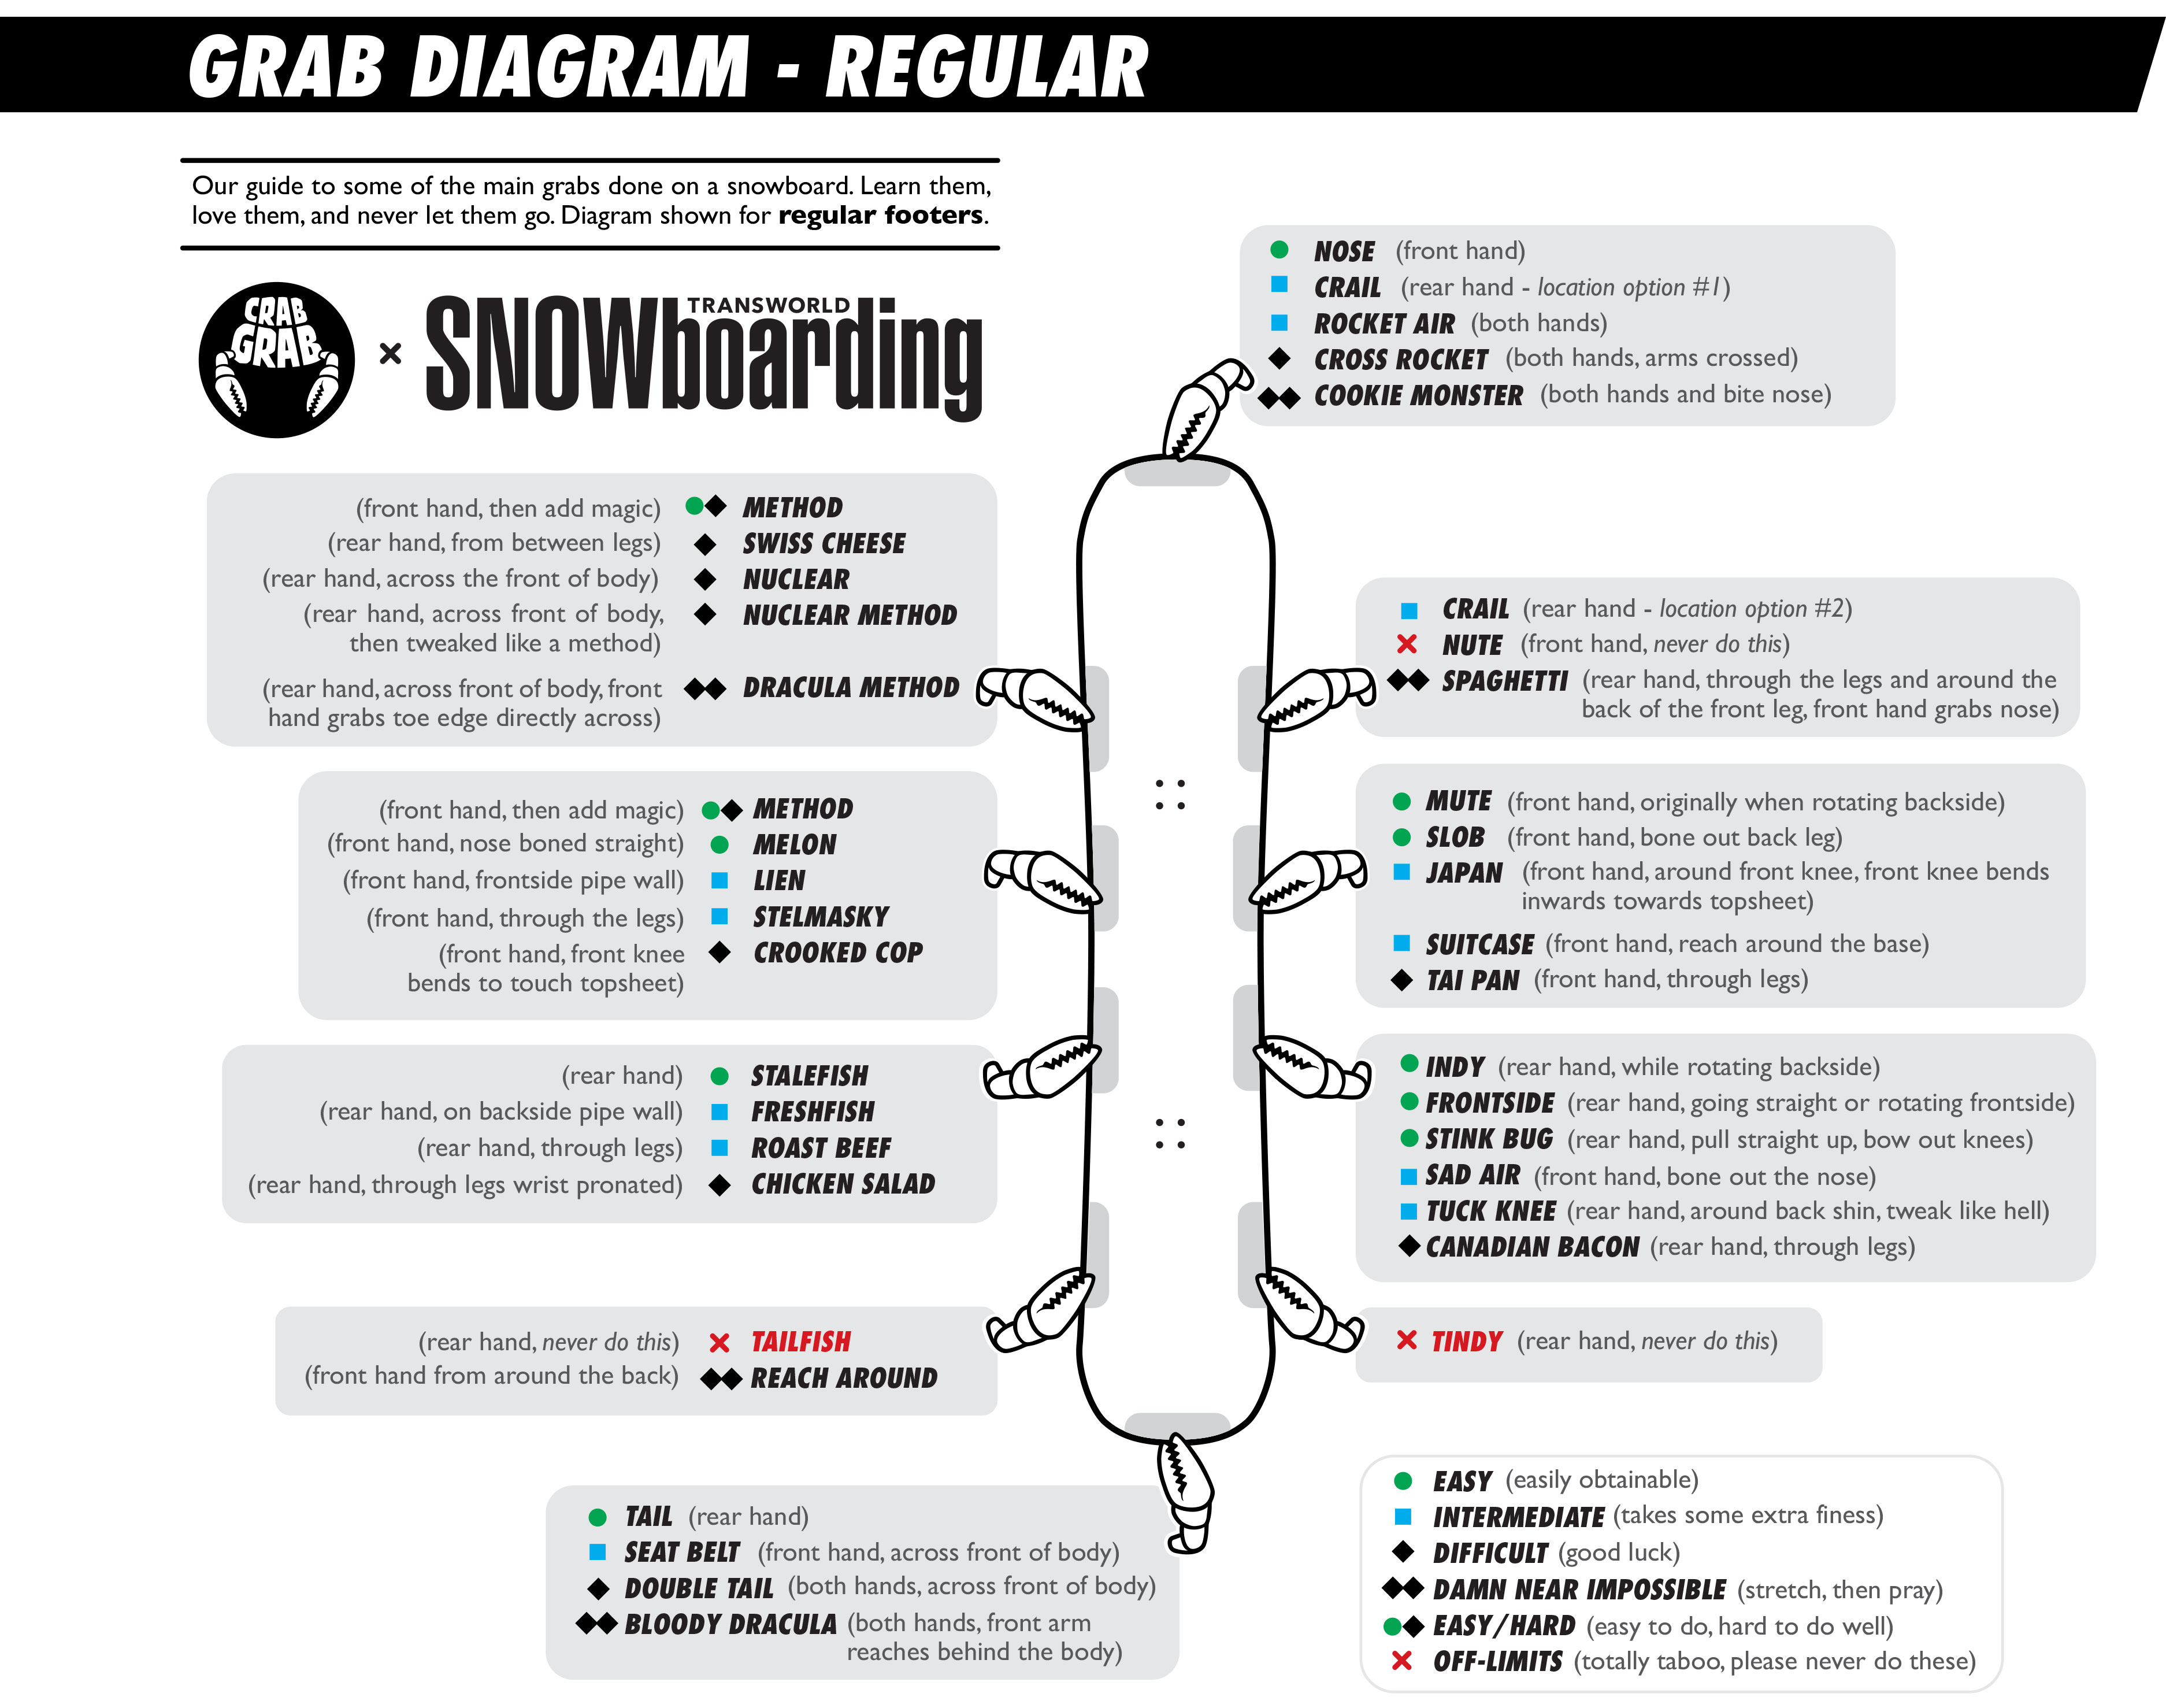 GRAB DIAGRAM - REGULAR
Our guide to some of the main grabs done on a snowboard. Learn them,
love them, and never let them go. Diagram shown for regular footers.
CRAB
GRAB
×
TRANSWORLD
SNOWboarding
NOSE (front hand)
CRAIL (rear hand - location option #1)
ROCKET AIR (both hands)
CROSS ROCKET (both hands, arms crossed)
COOKIE MONSTER (both hands and bite nose)
(front hand, then add magic) METHOD
(rear hand, from between legs) SWISS CHEESE
(rear hand, across the front of body) NUCLEAR
(rear hand, across front of body, NUCLEAR METHOD
then tweaked like a method)
(rear hand, across front of body, front DRACULA METHOD
hand grabs toe edge directly across)
CRAIL (rear hand - location option #2)
NUTE (front hand, never do this)
SPAGHETTI (rear hand, through the legs and around the
back of the front leg, front hand grabs nose)
(front hand, then add magic) METHOD
(front hand, nose boned straight) MELON
(front hand, frontside pipe wall) LIEN
(front hand, through the legs) STELMASKY
(front hand, front knee CROOKED COP
bends to touch topsheet)
MUTE (front hand, originally when rotating backside)
SLOB (front hand, bone out back leg)
JAPAN (front hand, around front knee, front knee bends
inwards towards topsheet)
SUITCASE (front hand, reach around the base)
TAI PAN (front hand, through legs)
(rear hand) STALEFISH
(rear hand, on backside pipe wall) FRESHFISH
(rear hand, through legs) ROAST BEEF
(rear hand, through legs wrist pronated) CHICKEN SALAD
INDY (rear hand, while rotating backside)
FRONTSIDE (rear hand, going straight or rotating frontside)
STINK BUG (rear hand, pull straight up, bow out knees)
SAD AIR (front hand, bone out the nose)
TUCK KNEE (rear hand, around back shin, tweak like hell)
CANADIAN BACON (rear hand, through legs)
(rear hand, never do this) TAILFISH
(front hand from around the back) REACH AROUND
TINDY (rear hand, never do this)
TAIL (rear hand)
SEAT BELT (front hand, across front of body)
DOUBLE TAIL (both hands, across front of body)
BLOODY DRACULA (both hands, front arm
reaches behind the body)
EASY (easily obtainable)
INTERMEDIATE (takes some extra finess)
DIFFICULT (good luck)
DAMN NEAR IMPOSSIBLE (stretch, then pray)
EASY/HARD (easy to do, hard to do well)
OFF-LIMITS (totally taboo, please never do these)